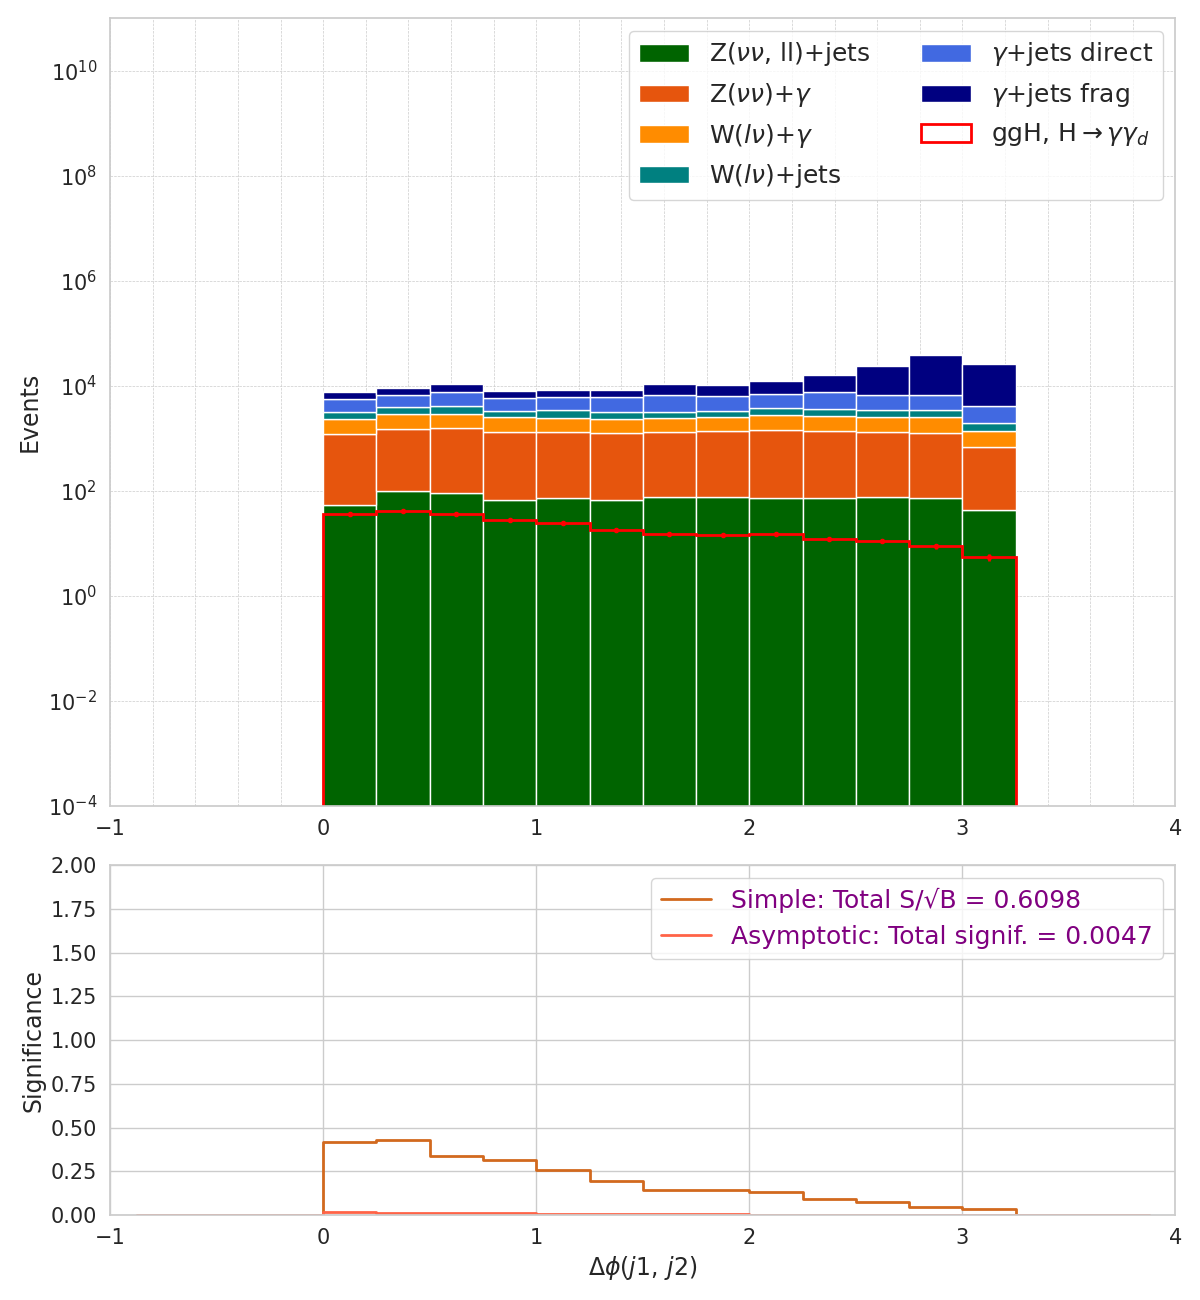 Z(νν, ll)+jets
Z(νν)+γ
W(lν)+γ
W(lν)+jets
γ+jets direct
γ+jets frag
ggH, H→γγ_d
Events
10^10
10^8
10^6
10^4
10^2
10^0
10^−2
10^−4
−1 0 1 2 3 4
Simple: Total S/√B = 0.6098
Asymptotic: Total signif. = 0.0047
Significance
2.00
1.75
1.50
1.25
1.00
0.75
0.50
0.25
0.00
−1 0 1 2 3 4
Δϕ(j1, j2)